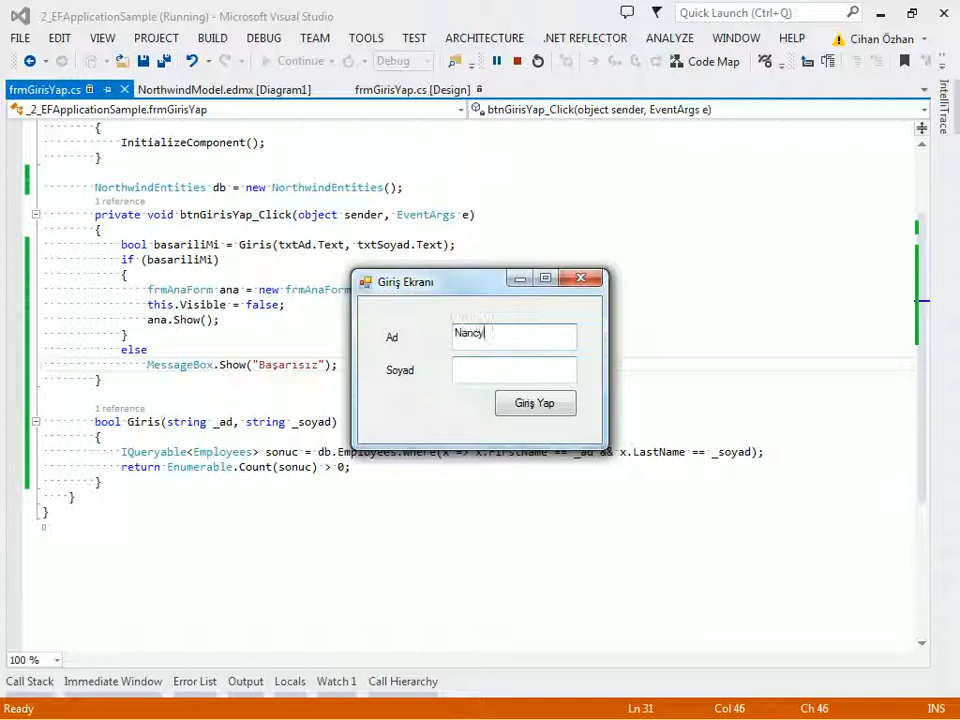 2_EFApplicationSample (Running) - Microsoft Visual Studio
Quick Launch (Ctrl+Q)
FILE EDIT VIEW PROJECT BUILD DEBUG TEAM TOOLS TEST ARCHITECTURE .NET REFLECTOR ANALYZE WINDOW HELP Cihan Özhan
Continue Debug Code Map
frmGirisYap.cs NorthwindModel.edmx [Diagram1] frmGirisYap.cs [Design]
_2_EFApplicationSample.frmGirisYap btnGirisYap_Click(object sender, EventArgs e)
IntelliTrace
{
InitializeComponent();
}
NorthwindEntities db = new NorthwindEntities();
1 reference
private void btnGirisYap_Click(object sender, EventArgs e)
{
bool basariliMi = Giris(txtAd.Text, txtSoyad.Text);
if (basariliMi)
{
frmAnaForm ana = new frmAnaForm
this.Visible = false;
ana.Show();
}
else
MessageBox.Show("Başarısız");
}
1 reference
bool Giris(string _ad, string _soyad)
{
IQueryable<Employees> sonuc = db.Employees.Where(x => x.FirstName == _ad && x.LastName == _soyad);
return Enumerable.Count(sonuc) > 0;
}
}
}
Giriş Ekranı
Ad Nancy
Soyad
Giriş Yap
100 %
Call Stack Immediate Window Error List Output Locals Watch 1 Call Hierarchy
Ready Ln 31 Col 46 Ch 46 INS